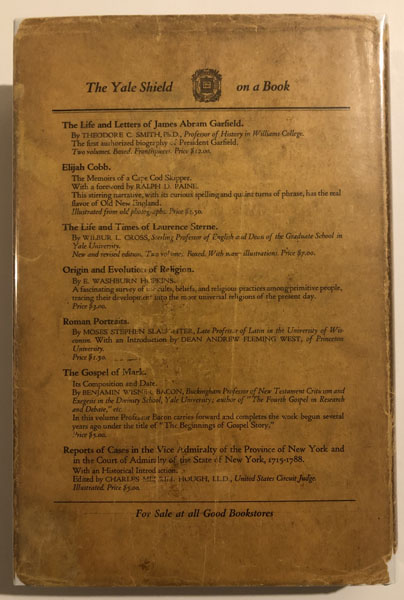 The Yale Shield on a Book
The Life and Letters of James Abram Garfield.
By THEODORE C. SMITH, Ph.D., Professor of History in Williams College.
The first authorized biography of President Garfield.
Two volumes. Boxed. Frontispiece. Price $12.00.
Elijah Cobb.
The Memoirs of a Cape Cod Skipper.
With a foreword by RALPH D. PAINE.
This stirring narrative, with its curious spelling and quaint turns of phrase, has the real
flavor of Old New England.
Illustrated from old photographs. Price
The Life and Times of Laurence Sterne.
By WILBUR L. CROSS, Sterling Professor of English and Dean of the Graduate School in
Yale University.
New and revised edition. Two volumes. Boxed. With many illustrations. Price
Origin and Evolution of Religion.
By E. WASHBURN HOPKINS.
A fascinating survey of cults, beliefs, and religious practices among primitive people,
tracing their development into the most universal religions of the present day.
Price $3.00.
Roman Portraits.
By MOSES STEPHEN SLAUGHTER, Late Professor of Latin in the University of Wis-
consin. With an Introduction by DEAN ANDREW FLEMING WEST, of Princeton
University.
Price
The Gospel of Mark.
Its Composition and Date.
By BENJAMIN WISNER BACON, Buckingham Professor of New Testament Criticism and
Exegesis in the Divinity School, Yale University; author of "The Fourth Gospel in Research
and Debate," etc.
In this volume Professor Bacon carries forward and completes the work begun several
years ago under the title of "The Beginnings of Gospel Story."
Price $5.00.
Reports of Cases in the Vice Admiralty of the Province of New York and
in the Court of Admiralty of the State of New York, 1715-1788.
With an Historical Introduction.
Edited by CHARLES MERRILL HOUGH, LL.D., United States Circuit Judge.
Illustrated. Price $5.00.
For Sale at all Good Bookstores